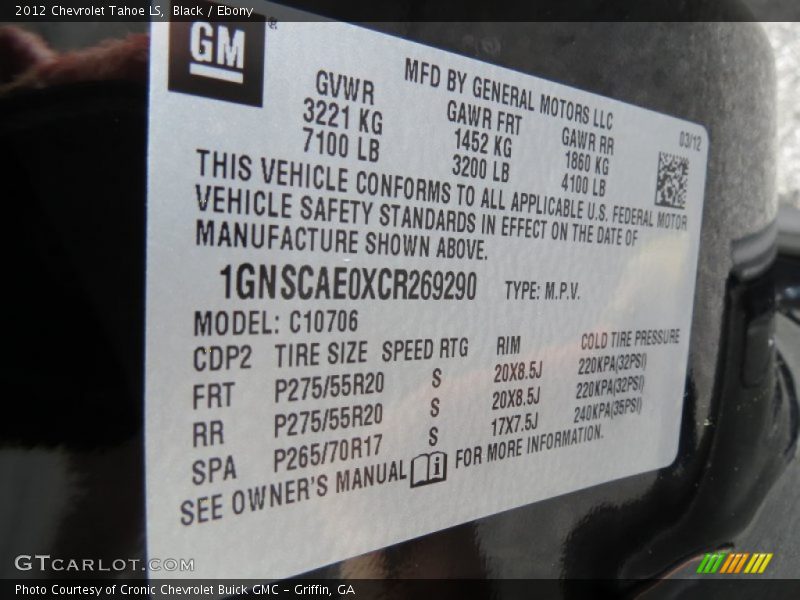 2012 Chevrolet Tahoe LS, Black / Ebony
GM®
MFD BY GENERAL MOTORS LLC
03/12
GVWR GAWR FRT GAWR RR
3221 KG 1452 KG 1860 KG
7100 LB 3200 LB 4100 LB
THIS VEHICLE CONFORMS TO ALL APPLICABLE U.S. FEDERAL MOTOR
VEHICLE SAFETY STANDARDS IN EFFECT ON THE DATE OF
MANUFACTURE SHOWN ABOVE.
1GNSCAE0XCR269290 TYPE: M.P.V.
MODEL: C10706
CDP2 TIRE SIZE SPEED RTG RIM COLD TIRE PRESSURE
FRT P275/55R20 S 20X8.5J 220KPA(32PSI)
RR P275/55R20 S 20X8.5J 220KPA(32PSI)
SPA P265/70R17 S 17X7.5J 240KPA(35PSI)
SEE OWNER'S MANUAL i FOR MORE INFORMATION.
GTcarlot.com
Photo Courtesy of Cronic Chevrolet Buick GMC - Griffin, GA